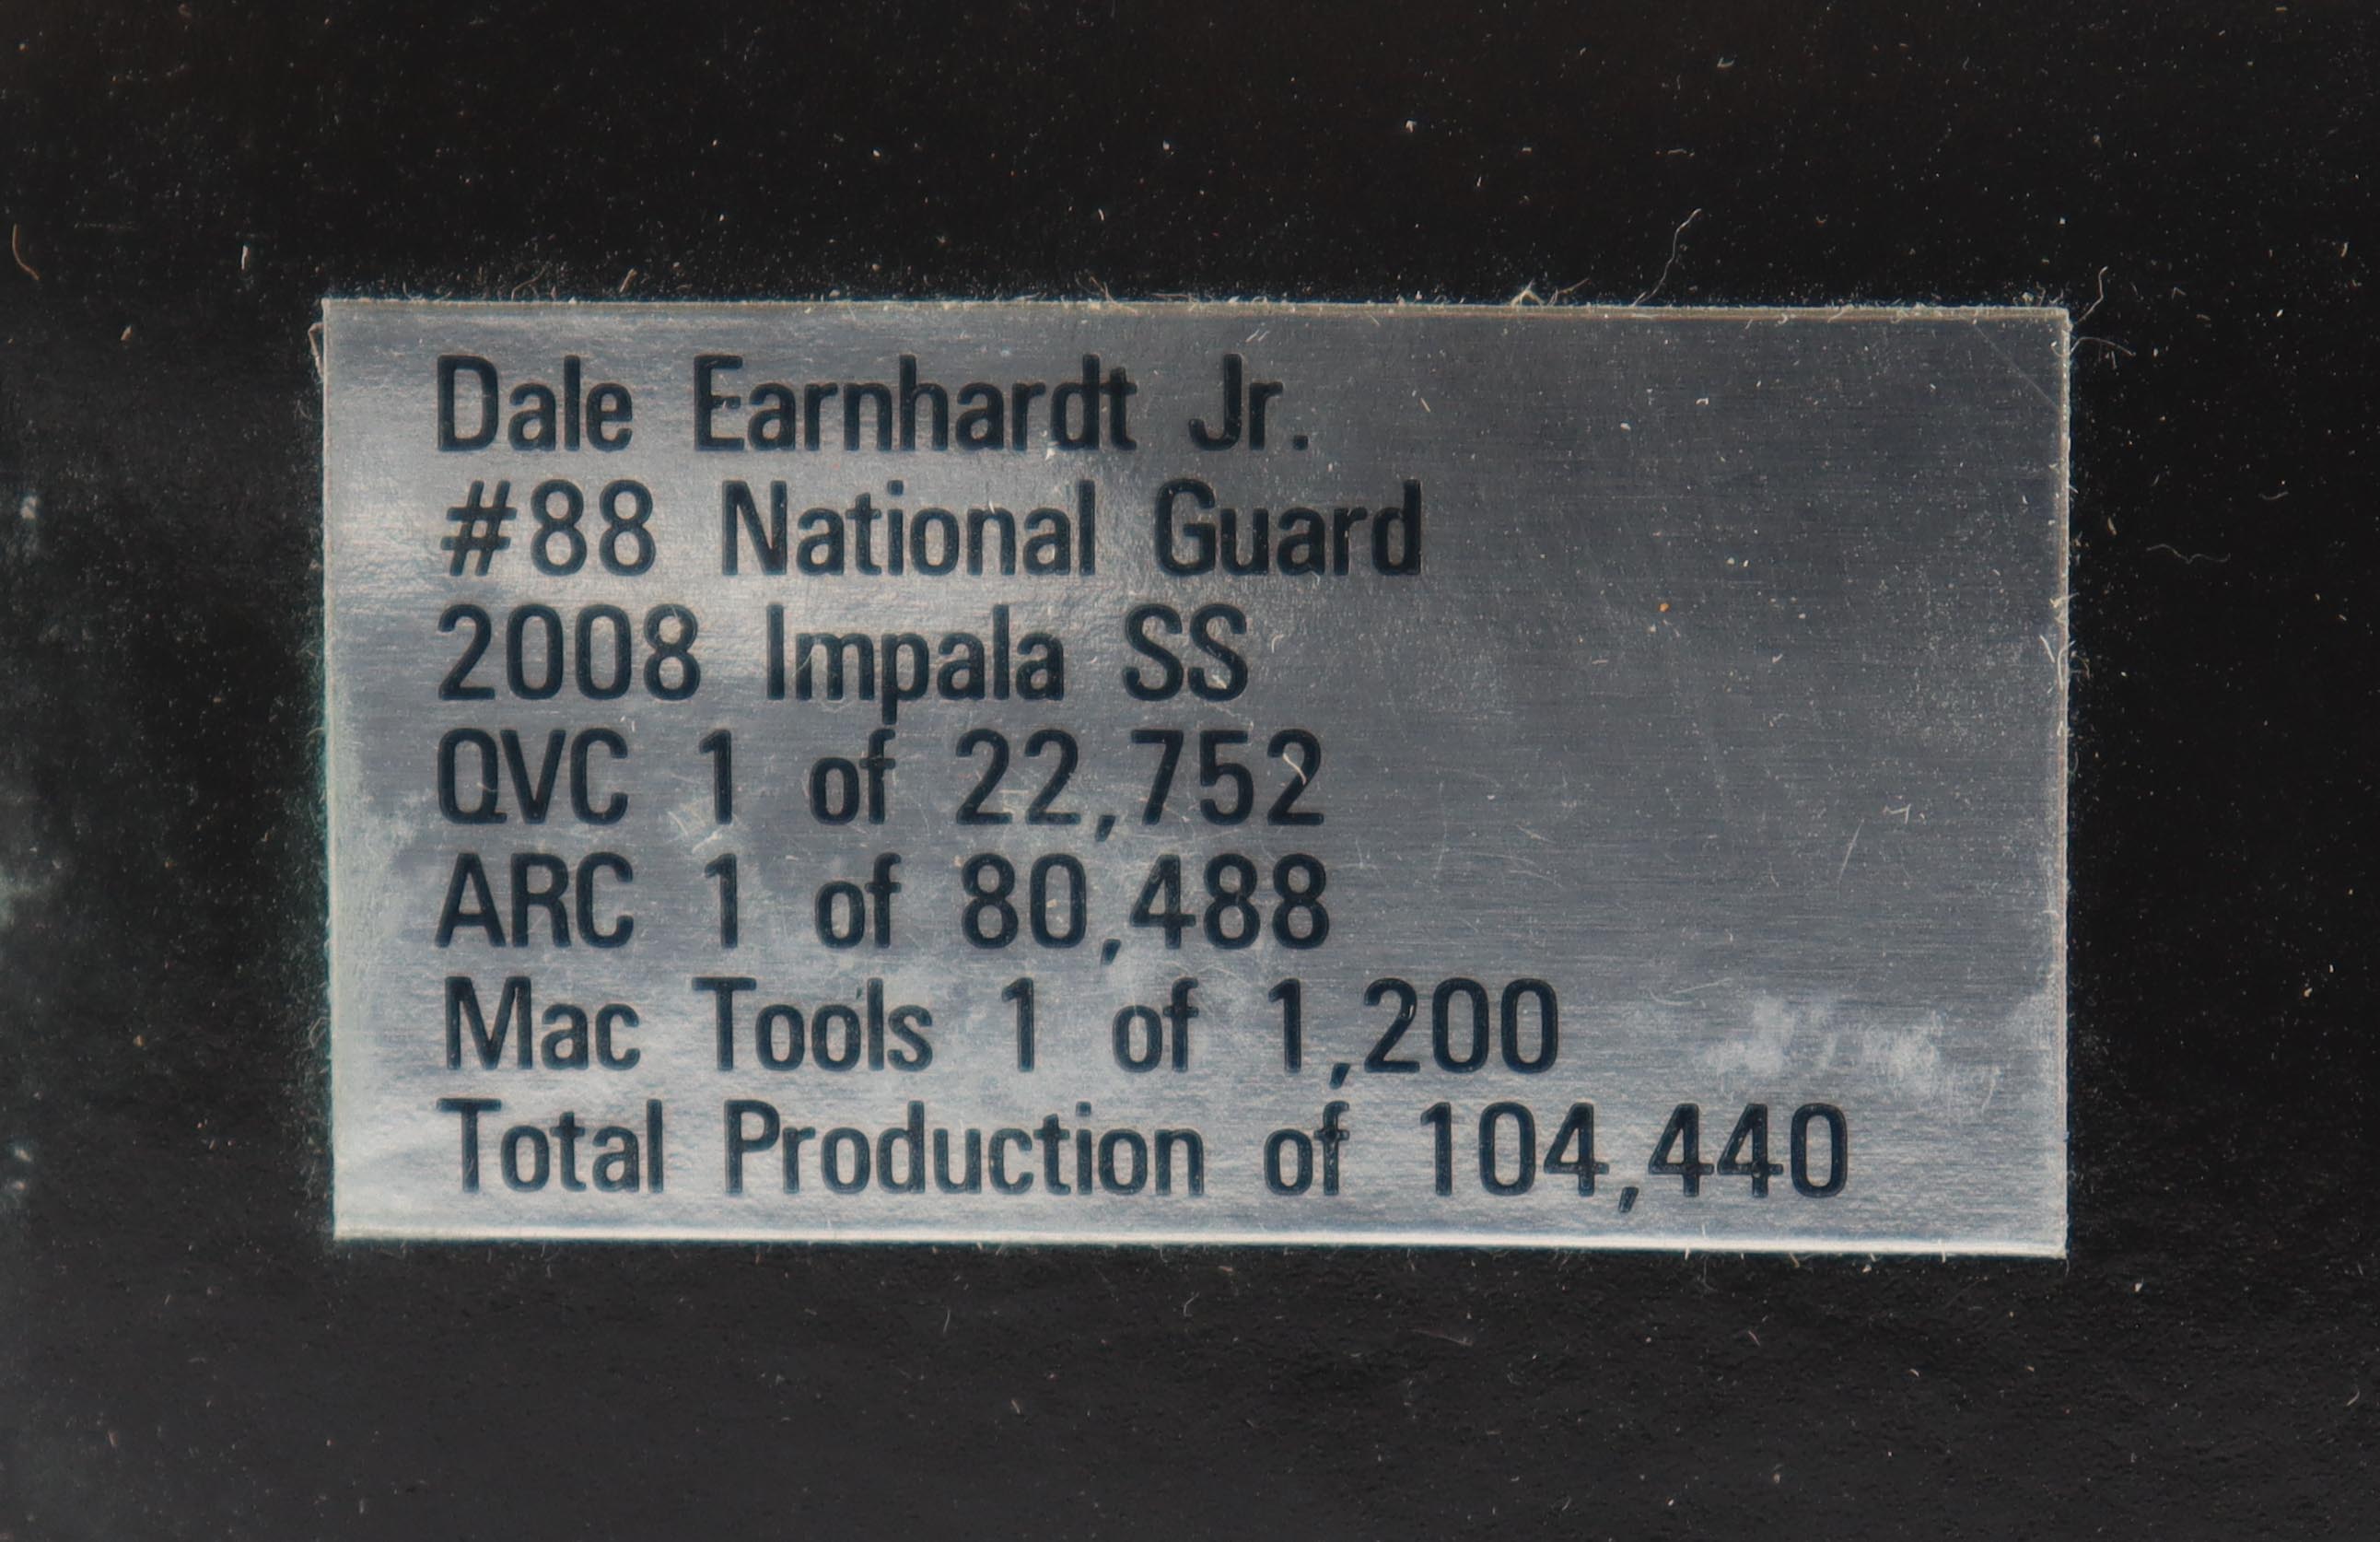 Dale Earnhardt Jr.
#88 National Guard
2008 Impala SS
QVC 1 of 22,752
ARC 1 of 80,488
Mac Tools 1 of 1,200
Total Production of 104,440